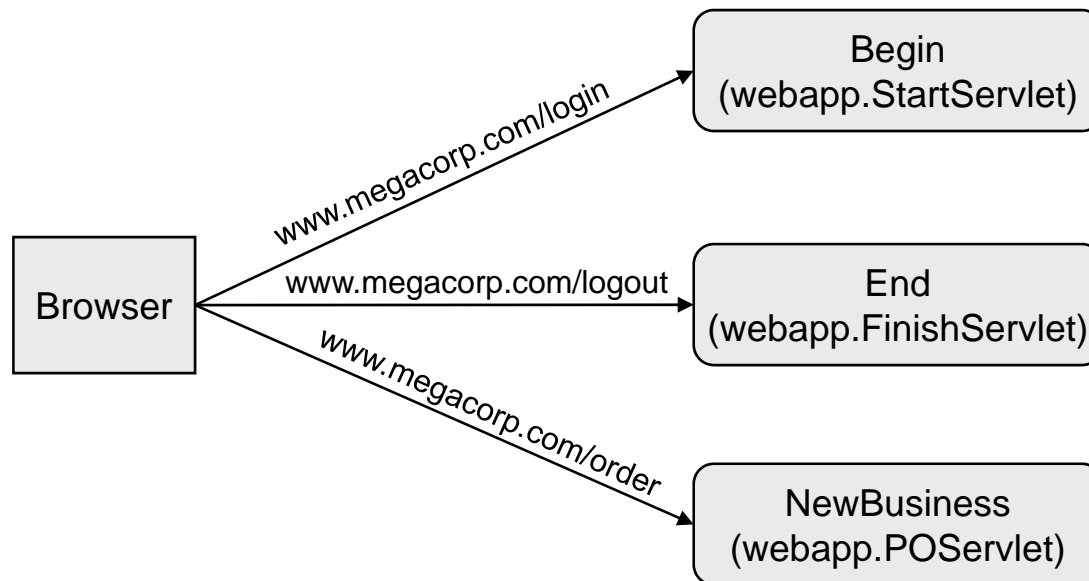 Begin
(webapp.StartServlet)
www.megacorp.com/login
Browser
www.megacorp.com/logout
End
(webapp.FinishServlet)
www.megacorp.com/order
NewBusiness
(webapp.POServlet)